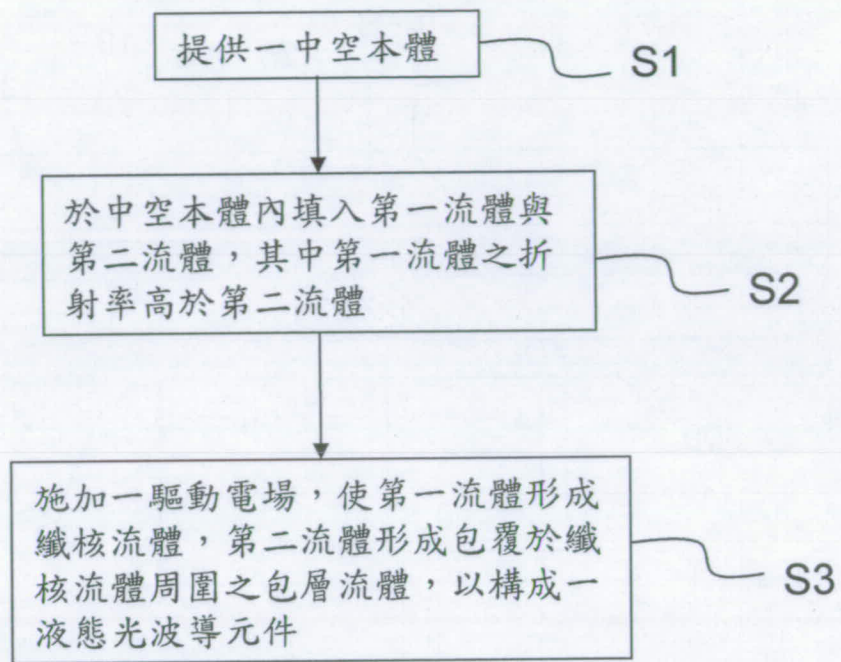 提供一中空本體
S1
於中空本體內填入第一流體與
第二流體，其中第一流體之折
射率高於第二流體
S2
施加一驅動電場，使第一流體形成
纖核流體，第二流體形成包覆於纖
核流體周圍之包層流體，以構成一
液態光波導元件
S3